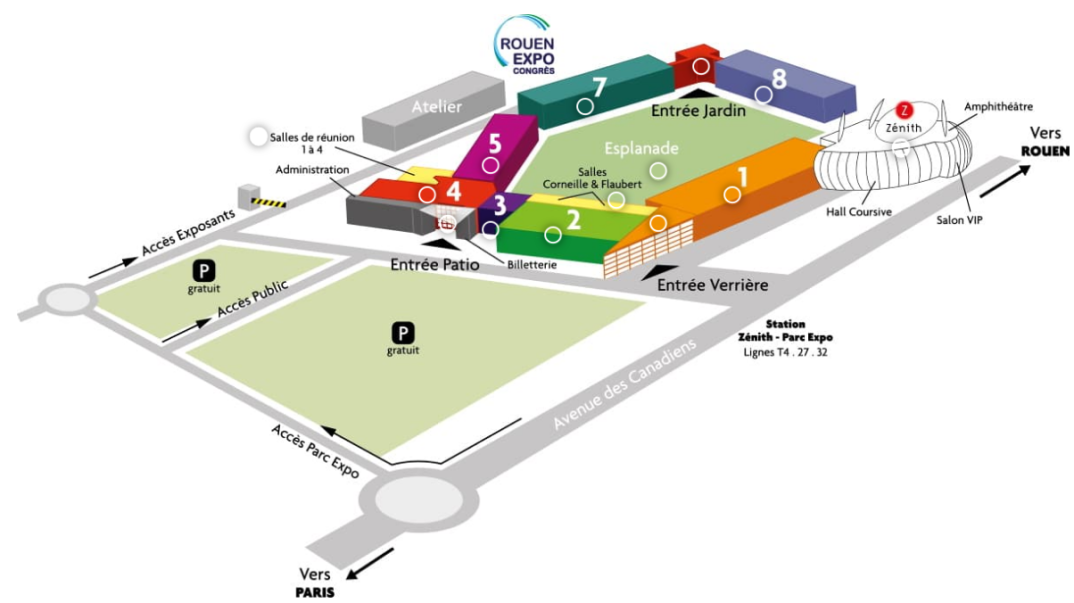 ROUEN
EXPO
CONGRÈS
7
8
Atelier
Entrée Jardin
Z
Zénith
Amphithéâtre
Vers
ROUEN
Salles de réunion
1 à 4
5
Esplanade
Administration
Salles
Corneille & Flaubert
1
4
3
2
Hall Coursive
Salon VIP
Accès Exposants
Entrée Patio
Billetterie
Entrée Verrière
P
gratuit
Accès Public
P
gratuit
Station
Zénith - Parc Expo
Lignes T4 . 27 . 32
Avenue des Canadiens
Accès Parc Expo
Vers
PARIS